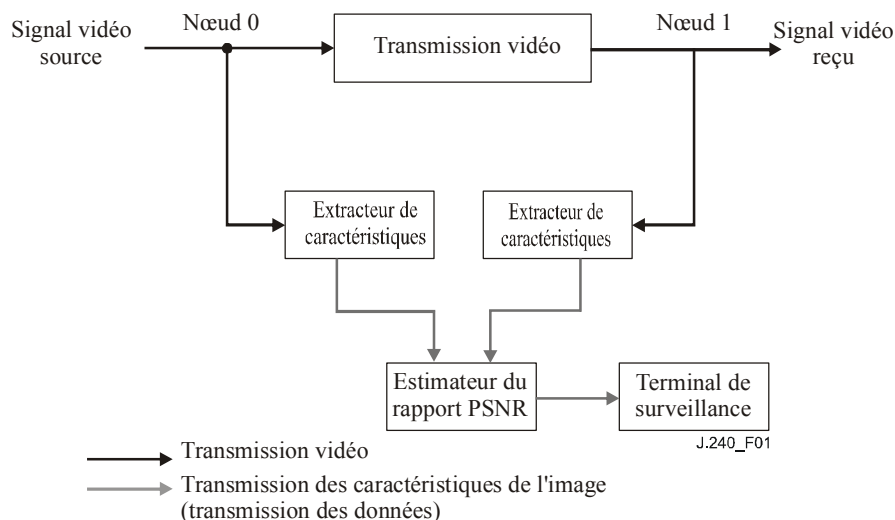 Signal vidéo
source
Nœud 0
Transmission vidéo
Nœud 1
Signal vidéo
reçu
Extracteur de
caractéristiques
Extracteur de
caractéristiques
Estimateur du
rapport PSNR
Terminal de
surveillance
J.240_F01
Transmission vidéo
Transmission des caractéristiques de l'image
(transmission des données)